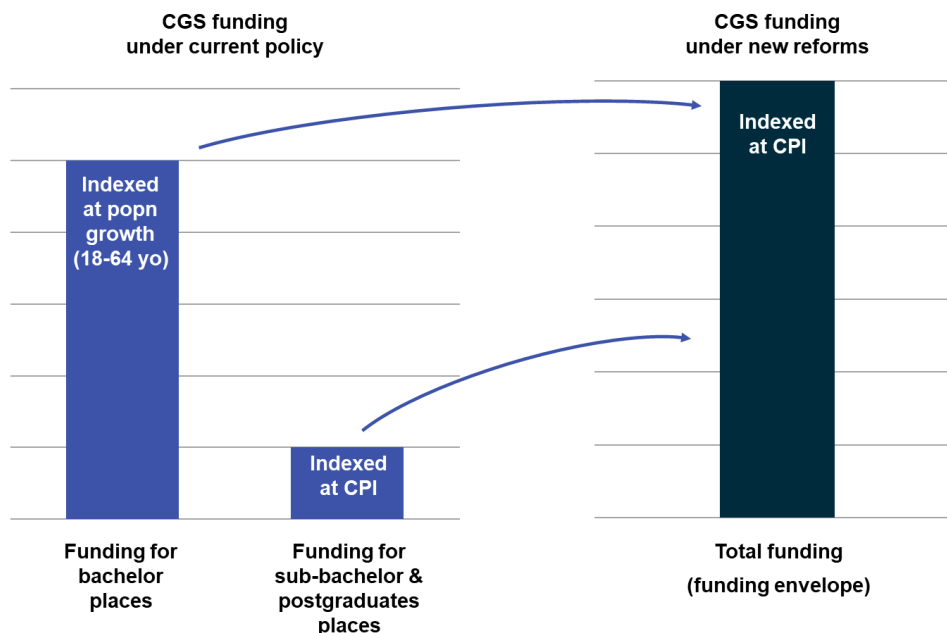 CGS funding
under current policy
CGS funding
under new reforms
Indexed
at popn
growth
(18-64 yo)
Indexed
at CPI
Indexed
at CPI
Funding for
bachelor
places
Funding for
sub-bachelor &
postgraduates
places
Total funding
(funding envelope)